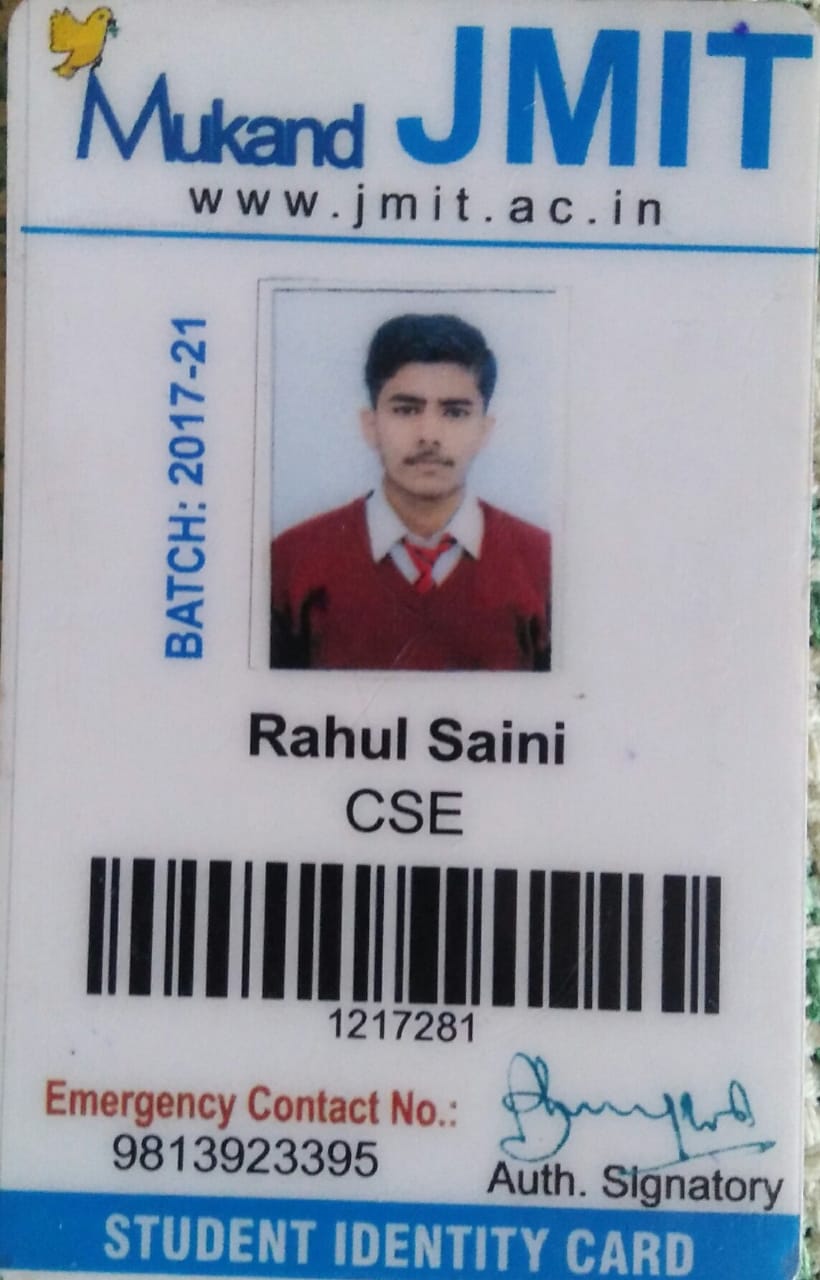 Mukand JMIT
www.jmit.ac.in
BATCH: 2017-21
Rahul Saini
CSE
1217281
Emergency Contact No.:
9813923395
Auth. Signatory
STUDENT IDENTITY CARD